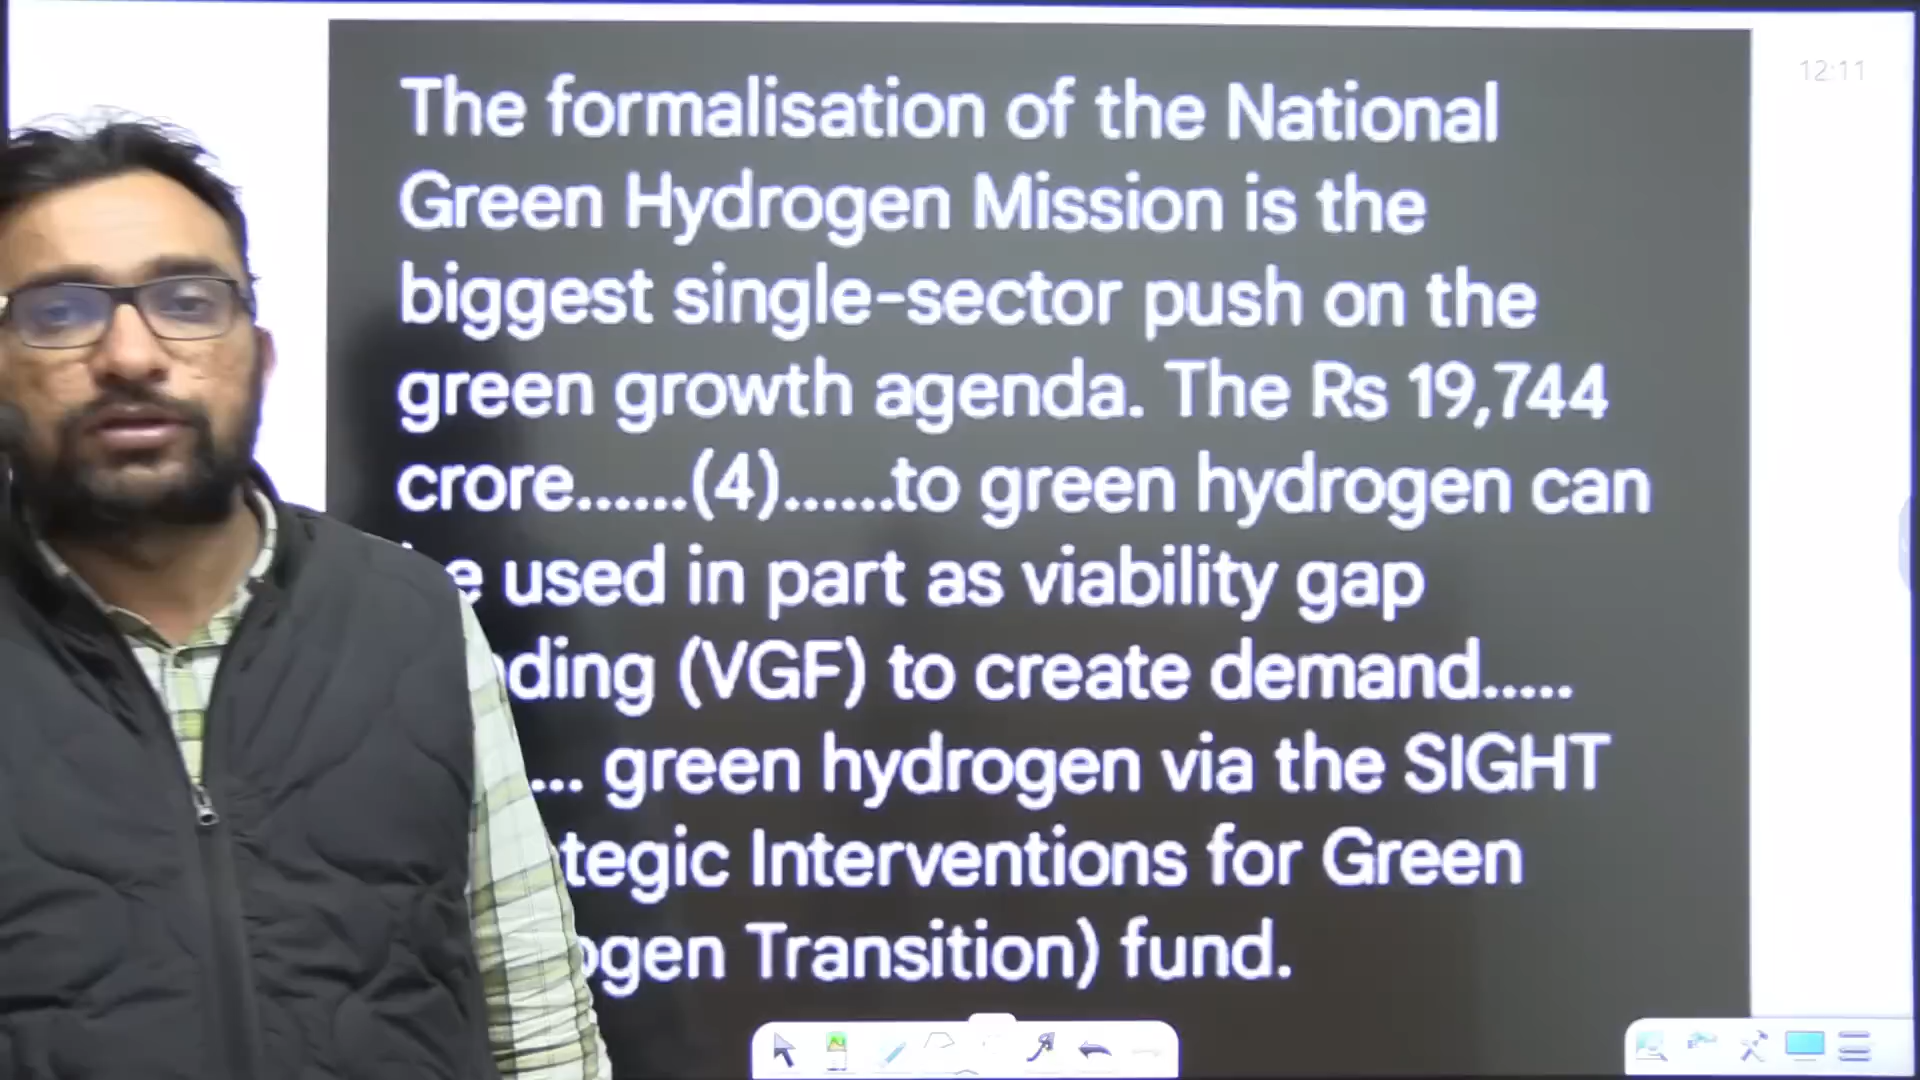 12:11
The formalisation of the National
Green Hydrogen Mission is the
biggest single-sector push on the
green growth agenda. The Rs 19,744
crore......(4)......to green hydrogen can
used in part as viability gap
(VGF) to create demand.....
... green hydrogen via the SIGHT
Interventions for Green
Transition) fund.